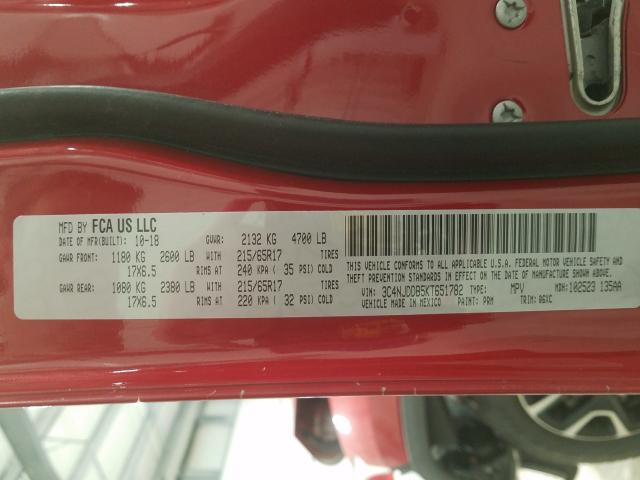 MFD BY FCA US LLC
DATE OF MFR(BUILT): 10-18 GVWR: 2132 KG 4700 LB
GAWR FRONT: 1180 KG 2600 LB WITH 215/65R17 TIRES
17X6.5 RIMS AT 240 KPA ( 35 PSI) COLD
GAWR REAR: 1080 KG 2380 LB WITH 215/65R17 TIRES
17X6.5 RIMS AT 220 KPA ( 32 PSI) COLD
THIS VEHICLE CONFORMS TO ALL APPLICABLE U.S.A. FEDERAL MOTOR VEHICLE SAFETY AND
THEFT PREVENTION STANDARDS IN EFFECT ON THE DATE OF MANUFACTURE SHOWN ABOVE.
VIN: 3C4NJDDB5KT651782 TYPE: MPV MDH:102523 135AA
VEHICLE MADE IN MEXICO PAINT: PRM TRIM: A6XC